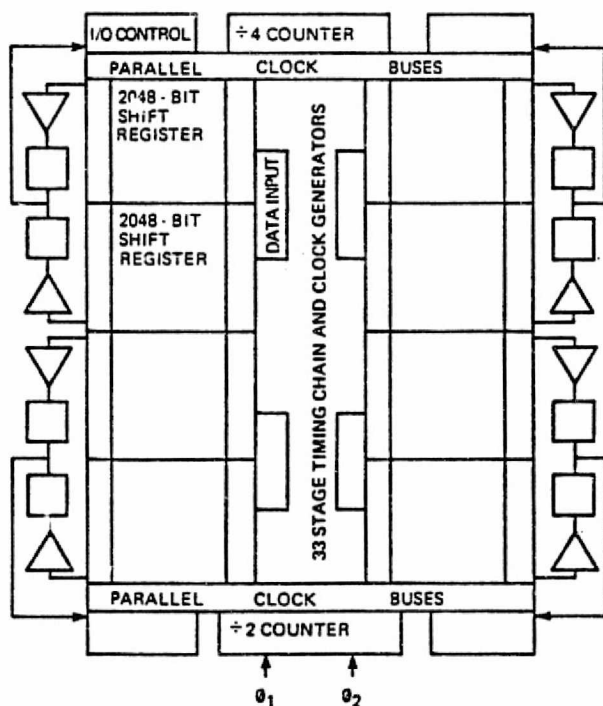 I/O CONTROL
÷4 COUNTER
PARALLEL CLOCK BUSES
2048 - BIT
SHIFT
REGISTER
2048 - BIT
SHIFT
REGISTER
DATA INPUT
33 STAGE TIMING CHAIN AND CLOCK GENERATORS
PARALLEL CLOCK BUSES
÷2 COUNTER
Ø1 Ø2